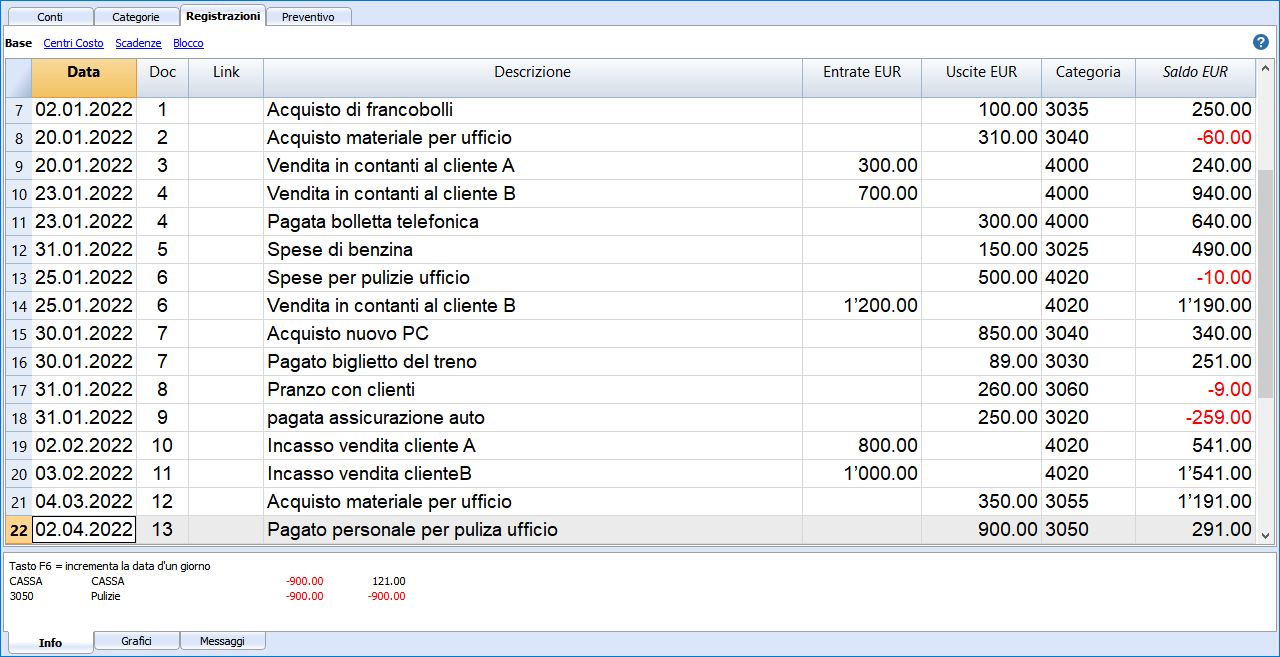 Conti Categorie Registrazioni Preventivo
Base Centri Costo Scadenze Blocco ?
Data Doc Link Descrizione Entrate EUR Uscite EUR Categoria Saldo EUR
7 02.01.2022 1 Acquisto di francobolli 100.00 3035 250.00
8 20.01.2022 2 Acquisto materiale per ufficio 310.00 3040 -60.00
9 20.01.2022 3 Vendita in contanti al cliente A 300.00 4000 240.00
10 23.01.2022 4 Vendita in contanti al cliente B 700.00 4000 940.00
11 23.01.2022 4 Pagata bolletta telefonica 300.00 4000 640.00
12 31.01.2022 5 Spese di benzina 150.00 3025 490.00
13 25.01.2022 6 Spese per pulizie ufficio 500.00 4020 -10.00
14 25.01.2022 6 Vendita in contanti al cliente B 1’200.00 4020 1’190.00
15 30.01.2022 7 Acquisto nuovo PC 850.00 3040 340.00
16 30.01.2022 7 Pagato biglietto del treno 89.00 3030 251.00
17 31.01.2022 8 Pranzo con clienti 260.00 3060 -9.00
18 31.01.2022 9 pagata assicurazione auto 250.00 3020 -259.00
19 02.02.2022 10 Incasso vendita cliente A 800.00 4020 541.00
20 03.02.2022 11 Incasso vendita clienteB 1’000.00 4020 1’541.00
21 04.03.2022 12 Acquisto materiale per ufficio 350.00 3055 1’191.00
22 02.04.2022 13 Pagato personale per puliza ufficio 900.00 3050 291.00
Tasto F6 = incrementa la data d'un giorno
CASSA CASSA -900.00 121.00
3050 Pulizie -900.00 -900.00
Info Grafici Messaggi